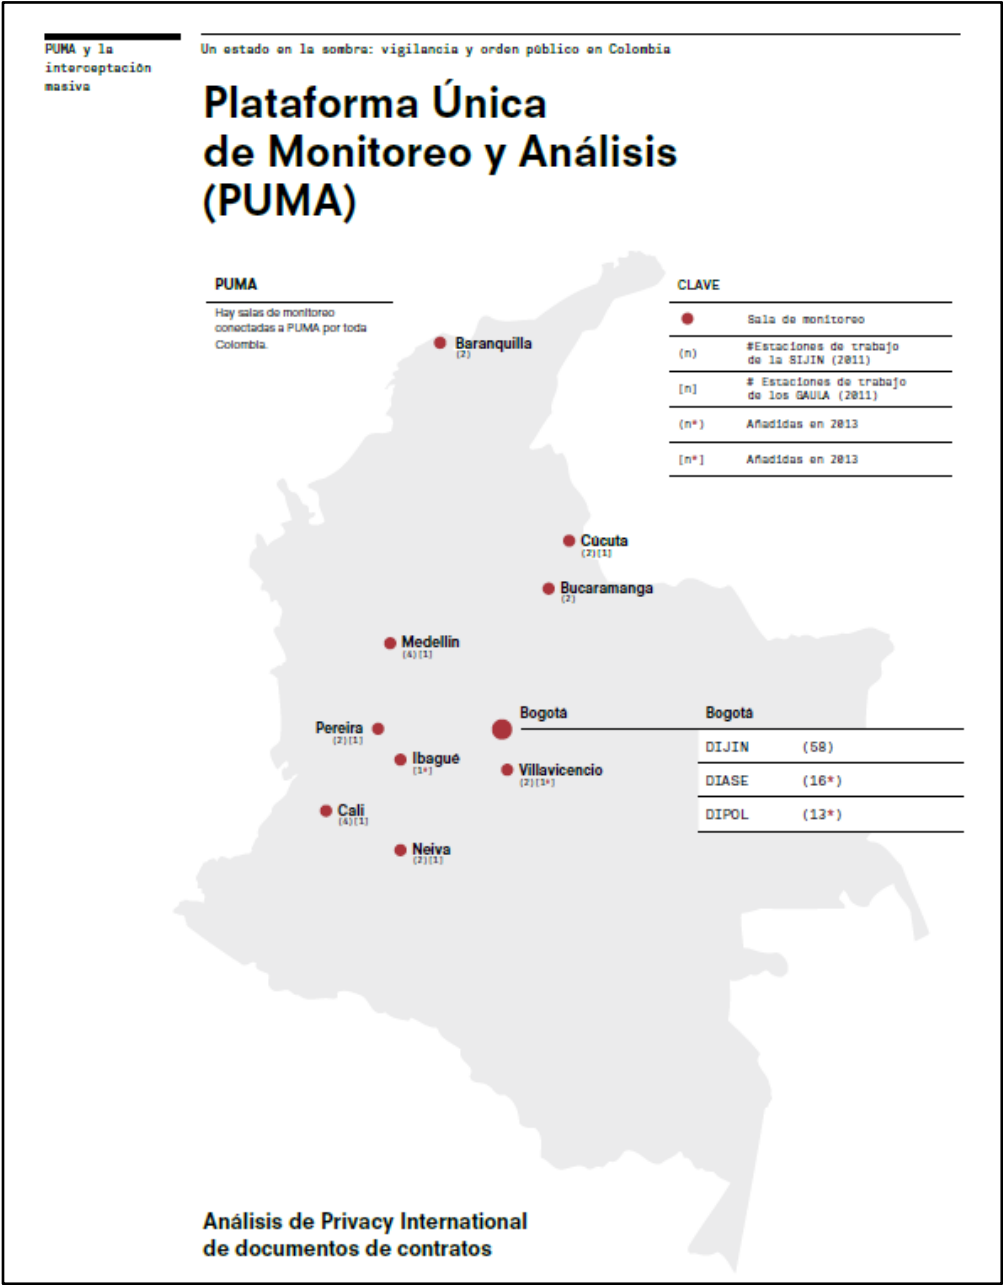 PUMA y la
interceptación
masiva
Un estado en la sombra: vigilancia y orden público en Colombia
Plataforma Única
de Monitoreo y Análisis
(PUMA)
PUMA
Hay salas de monitoreo
conectadas a PUMA por toda
Colombia.
CLAVE
Sala de monitoreo
(n) #Estaciones de trabajo
de la SIJIN (2011)
[n] # Estaciones de trabajo
de los GAULA (2011)
(n*) Añadidas en 2013
[n*] Añadidas en 2013
Baranquilla
(2)
Cúcuta
(2)[1]
Bucaramanga
(2)
Medellín
(4)[1]
Pereira
(2)[1]
Ibagué
[1*]
Bogotá
Villavicencio
(2)[1*]
Cali
(4)[1]
Neiva
(2)[1]
Bogotá
DIJIN (58)
DIASE (16*)
DIPOL (13*)
Análisis de Privacy International
de documentos de contratos